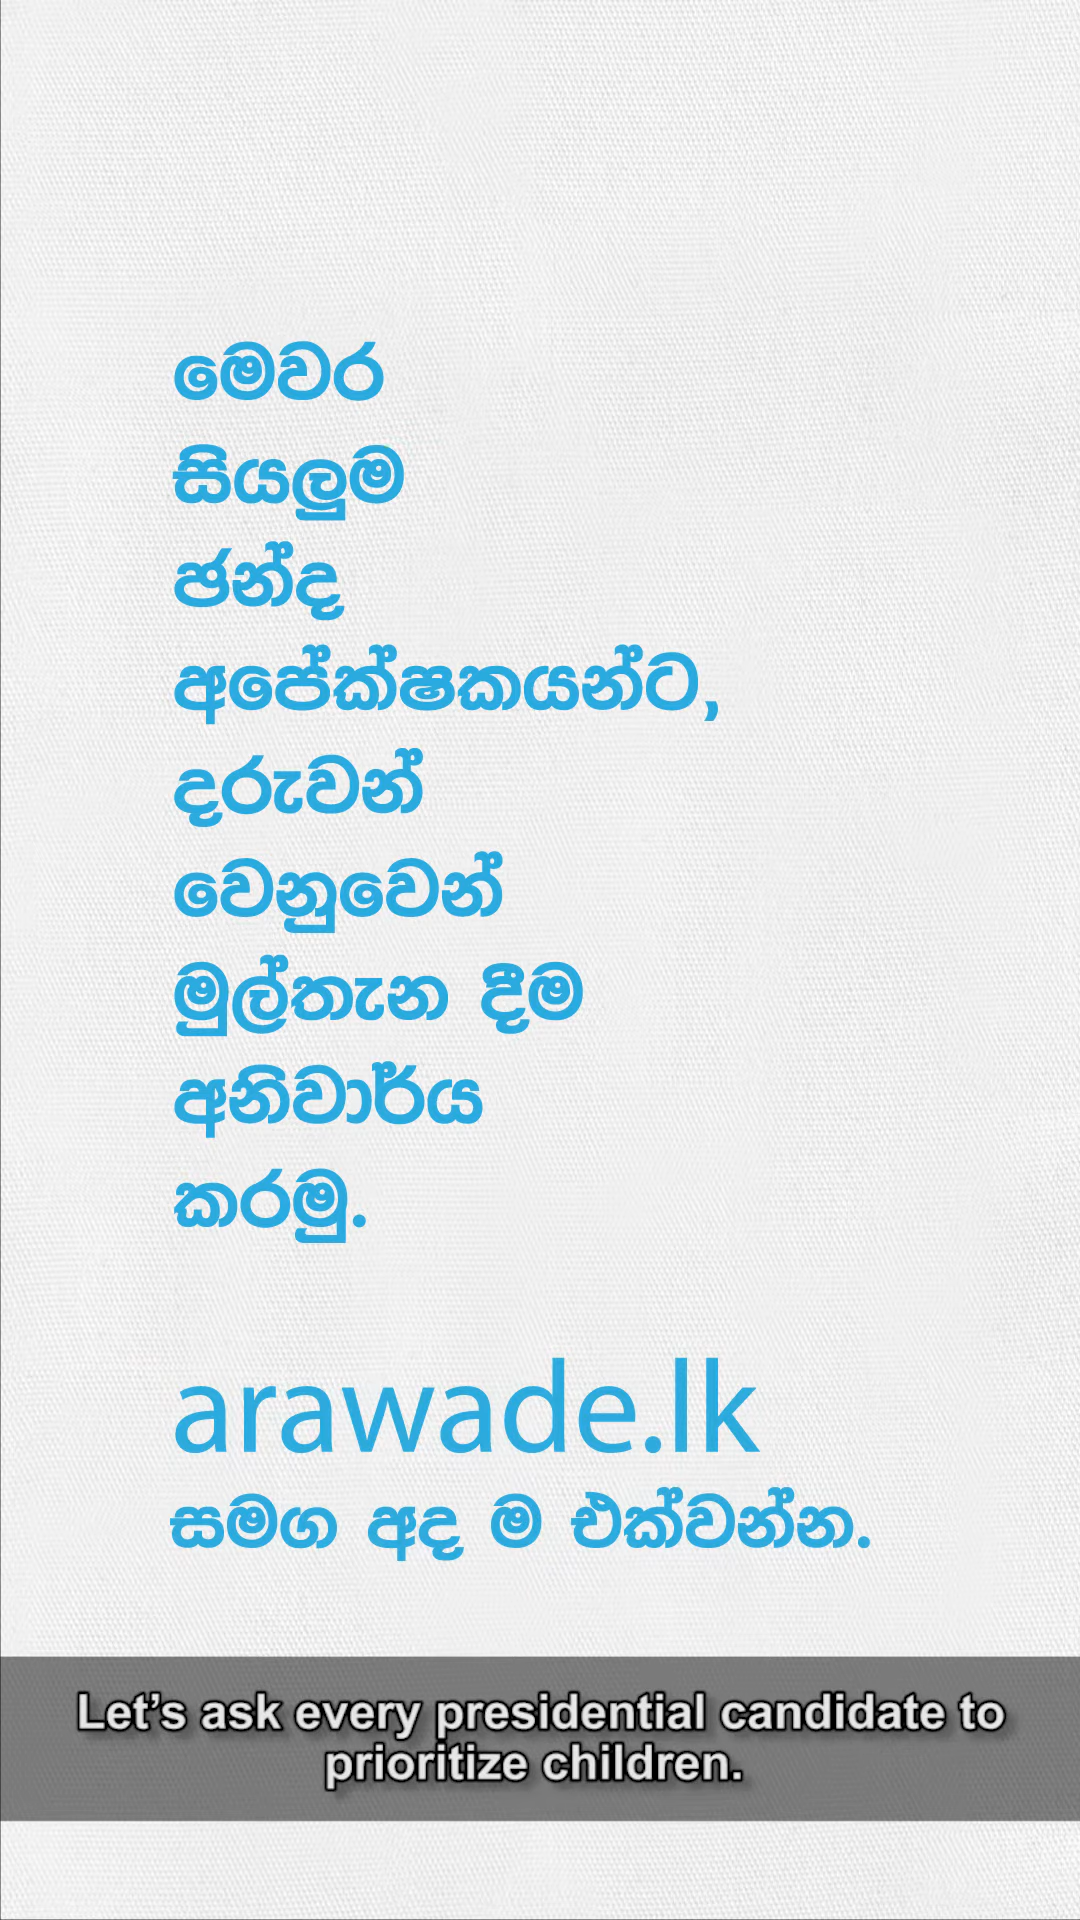 මෙවර
සියලුම
ඡන්ද
අපේක්ෂකයන්ට,
දරුවන්
වෙනුවෙන්
මුල්තැන දීම
අනිවාර්ය
කරමු.
arawade.lk
සමග අද ම එක්වන්න.
Let’s ask every presidential candidate to
prioritize children.